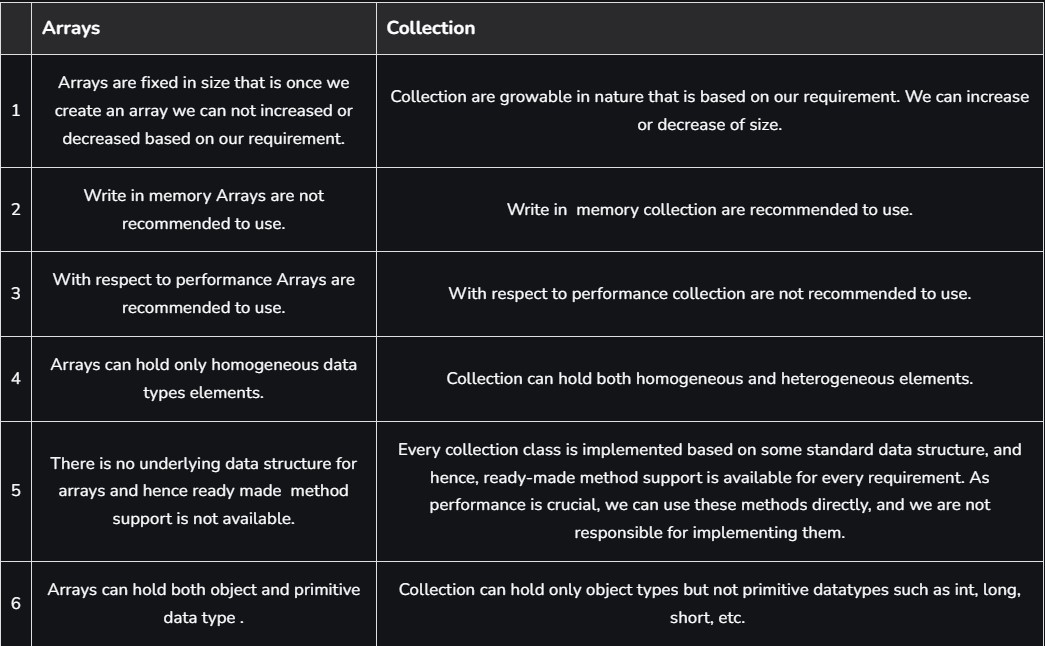 Arrays
Collection
1
Arrays are fixed in size that is once we
create an array we can not increased or
decreased based on our requirement.
Collection are growable in nature that is based on our requirement. We can increase
or decrease of size.
2
Write in memory Arrays are not
recommended to use.
Write in  memory collection are recommended to use.
3
With respect to performance Arrays are
recommended to use.
With respect to performance collection are not recommended to use.
4
Arrays can hold only homogeneous data
types elements.
Collection can hold both homogeneous and heterogeneous elements.
5
There is no underlying data structure for
arrays and hence ready made  method
support is not available.
Every collection class is implemented based on some standard data structure, and
hence, ready-made method support is available for every requirement. As
performance is crucial, we can use these methods directly, and we are not
responsible for implementing them.
6
Arrays can hold both object and primitive
data type .
Collection can hold only object types but not primitive datatypes such as int, long,
short, etc.